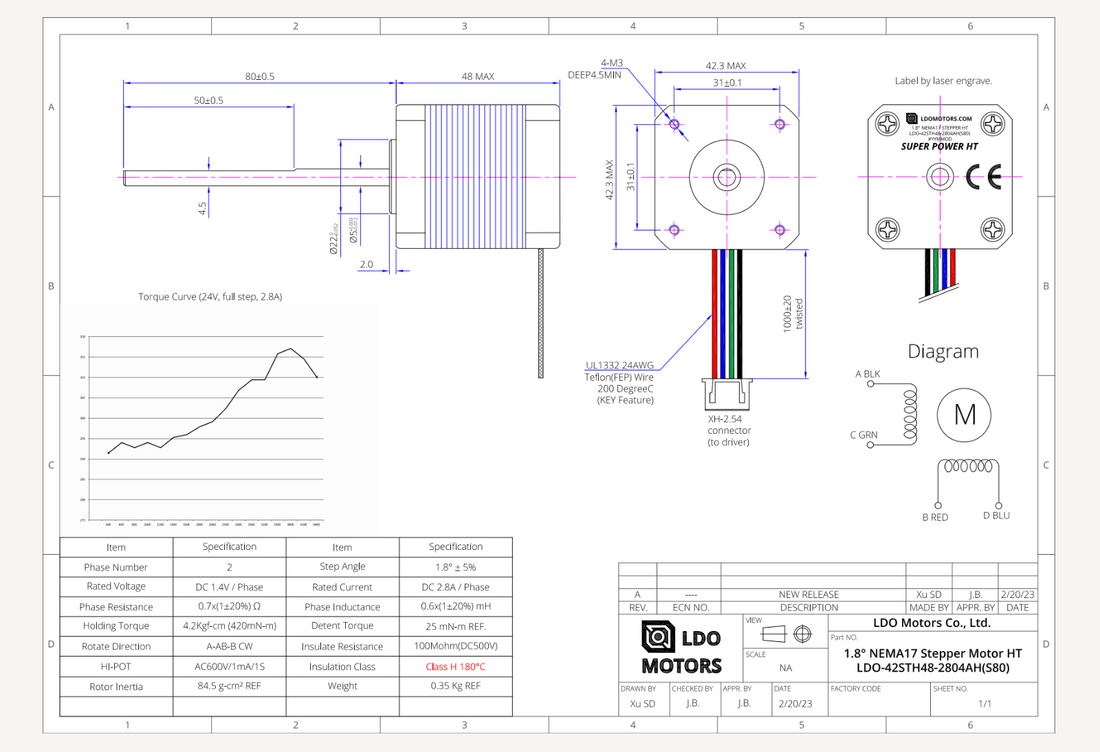 1 2 3 4 5 6
A
B
C
D
A
B
C
D
80±0.5
48 MAX
50±0.5
4.5
Ø22
Ø5
2.0
4-M3
DEEP4.5MIN
42.3 MAX
31±0.1
42.3 MAX
31±0.1
1000±20
twisted
UL1332 24AWG
Teflon(FEP) Wire
200 DegreeC
(KEY Feature)
XH-2.54
connector
(to driver)
Label by laser engrave.
LDOMOTORS.COM
1.8° NEMA17 STEPPER HT
LDO-42STH48-2804AH(S80)
SUPER POWER HT
CE
Diagram
A BLK
C GRN
M
B RED
D BLU
Torque Curve (24V, full step, 2.8A)
Item Specification Item Specification
Phase Number 2 Step Angle 1.8° ± 5%
Rated Voltage DC 1.4V / Phase Rated Current DC 2.8A / Phase
Phase Resistance 0.7x(1±20%) Ω Phase Inductance 0.6x(1±20%) mH
Holding Torque 4.2Kgf-cm (420mN-m) Detent Torque 25 mN-m REF.
Rotate Direction A-AB-B CW Insulate Resistance 100Mohm(DC500V)
HI-POT AC600V/1mA/1S Insulation Class Class H 180°C
Rotor Inertia 84.5 g-cm² REF Weight 0.35 Kg REF
A ---- NEW RELEASE Xu SD J.B. 2/20/23
REV. ECN NO. DESCRIPTION MADE BY APPR. BY DATE
LDO
MOTORS
VIEW
SCALE
NA
LDO Motors Co., Ltd.
Part NO.
1.8° NEMA17 Stepper Motor HT
LDO-42STH48-2804AH(S80)
DRAWN BY CHECKED BY APPR. BY DATE FACTORY CODE SHEET NO.
Xu SD J.B. J.B. 2/20/23 1/1
1 2 3 4 5 6